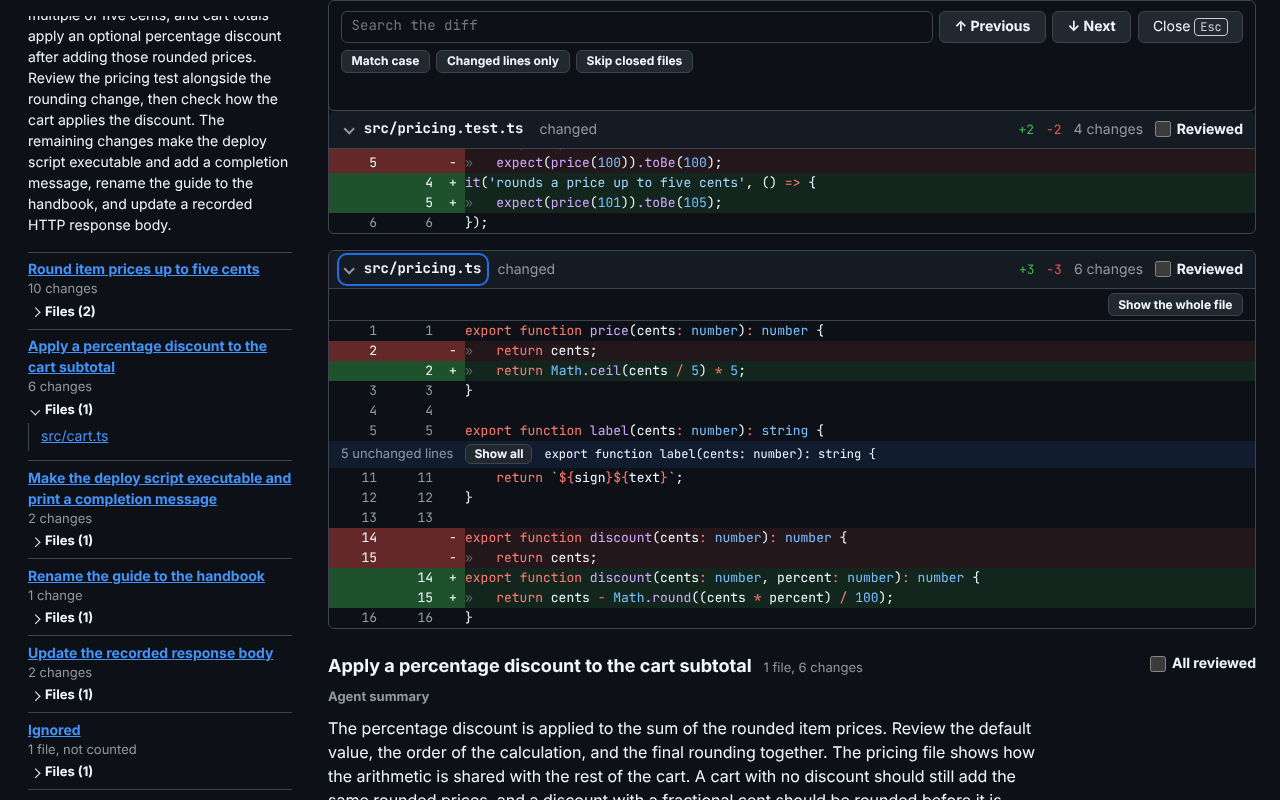 multiple of five cents, and cart totals
apply an optional percentage discount
after adding those rounded prices.
Review the pricing test alongside the
rounding change, then check how the
cart applies the discount. The
remaining changes make the deploy
script executable and add a completion
message, rename the guide to the
handbook, and update a recorded
HTTP response body.
Round item prices up to five cents
10 changes
Files (2)
Apply a percentage discount to the
cart subtotal
6 changes
Files (1)
src/cart.ts
Make the deploy script executable and
print a completion message
2 changes
Files (1)
Rename the guide to the handbook
1 change
Files (1)
Update the recorded response body
2 changes
Files (1)
Ignored
1 file, not counted
Files (1)
Search the diff
↑ Previous
↓ Next
Close Esc
Match case
Changed lines only
Skip closed files
src/pricing.test.ts changed +2 -2 4 changes Reviewed
5 - » expect(price(100)).toBe(100);
4 + it('rounds a price up to five cents', () => {
5 + » expect(price(101)).toBe(105);
6 6 });
src/pricing.ts changed +3 -3 6 changes Reviewed
Show the whole file
1 1 export function price(cents: number): number {
2 - » return cents;
2 + » return Math.ceil(cents / 5) * 5;
3 3 }
4 4
5 5 export function label(cents: number): string {
5 unchanged lines Show all export function label(cents: number): string {
11 11 return `${sign}${text}`;
12 12 }
13 13
14 - export function discount(cents: number): number {
15 - » return cents;
14 + export function discount(cents: number, percent: number): number {
15 + » return cents - Math.round((cents * percent) / 100);
16 16 }
Apply a percentage discount to the cart subtotal 1 file, 6 changes All reviewed
Agent summary
The percentage discount is applied to the sum of the rounded item prices. Review the default
value, the order of the calculation, and the final rounding together. The pricing file shows how
the arithmetic is shared with the rest of the cart. A cart with no discount should still add the
same rounded prices, and a discount with a fractional cent should be rounded before it is